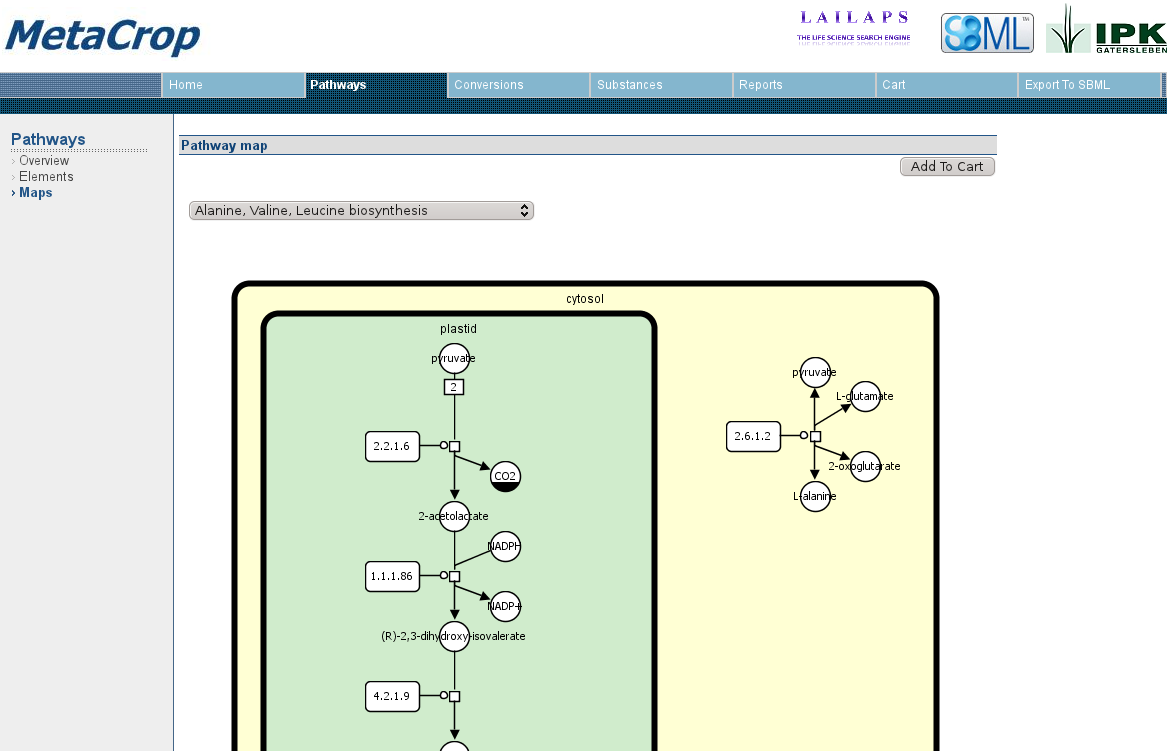 MetaCrop
LAILAPS
THE LIFE SCIENCE SEARCH ENGINE
SBML™
IPK
GATERSLEBEN
Home
Pathways
Conversions
Substances
Reports
Cart
Export To SBML
Pathways
› Overview
› Elements
› Maps
Pathway map
Add To Cart
Alanine, Valine, Leucine biosynthesis
cytosol
plastid
pyruvate
2
2.2.1.6
CO2
2-acetolactate
NADPH
1.1.1.86
NADP+
(R)-2,3-dihydroxy-isovalerate
4.2.1.9
pyruvate
L-glutamate
2.6.1.2
2-oxoglutarate
L-alanine